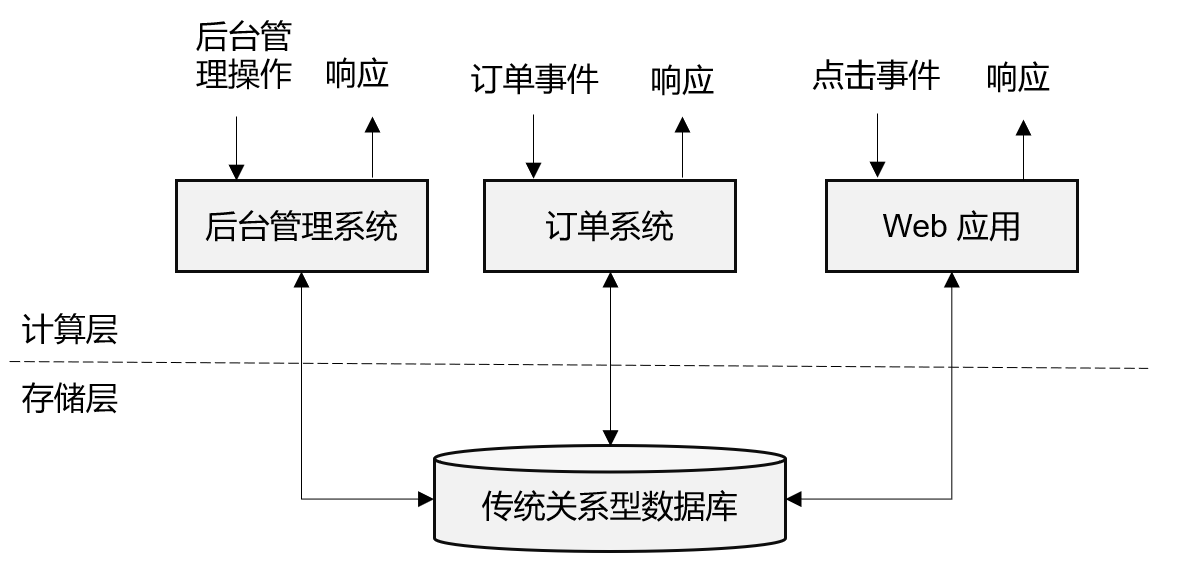 后台管
理操作
响应
订单事件
响应
点击事件
响应
后台管理系统
订单系统
Web 应用
计算层
存储层
传统关系型数据库